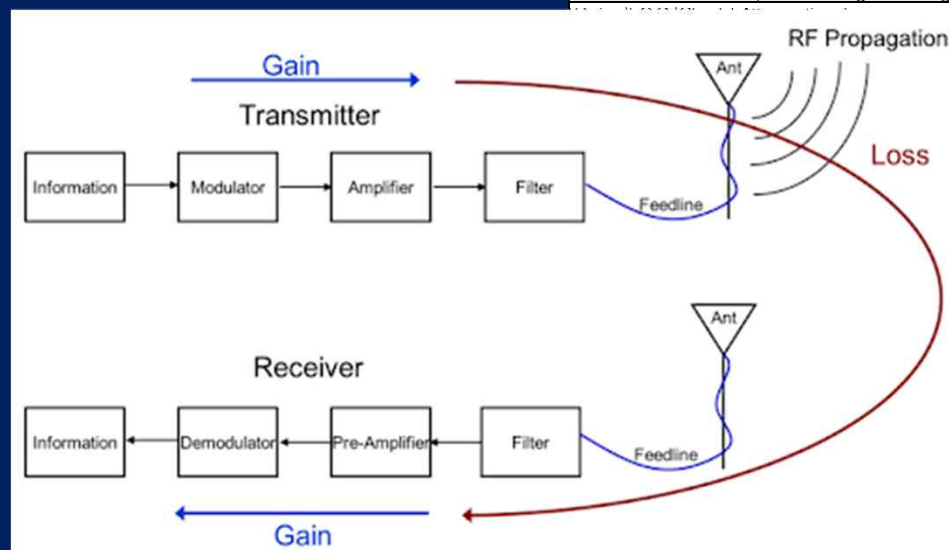 RF Propagation
Gain
Ant
Transmitter
Loss
Information
Modulator
Amplifier
Filter
Feedline
Ant
Receiver
Information
Demodulator
Pre-Amplifier
Filter
Feedline
Gain